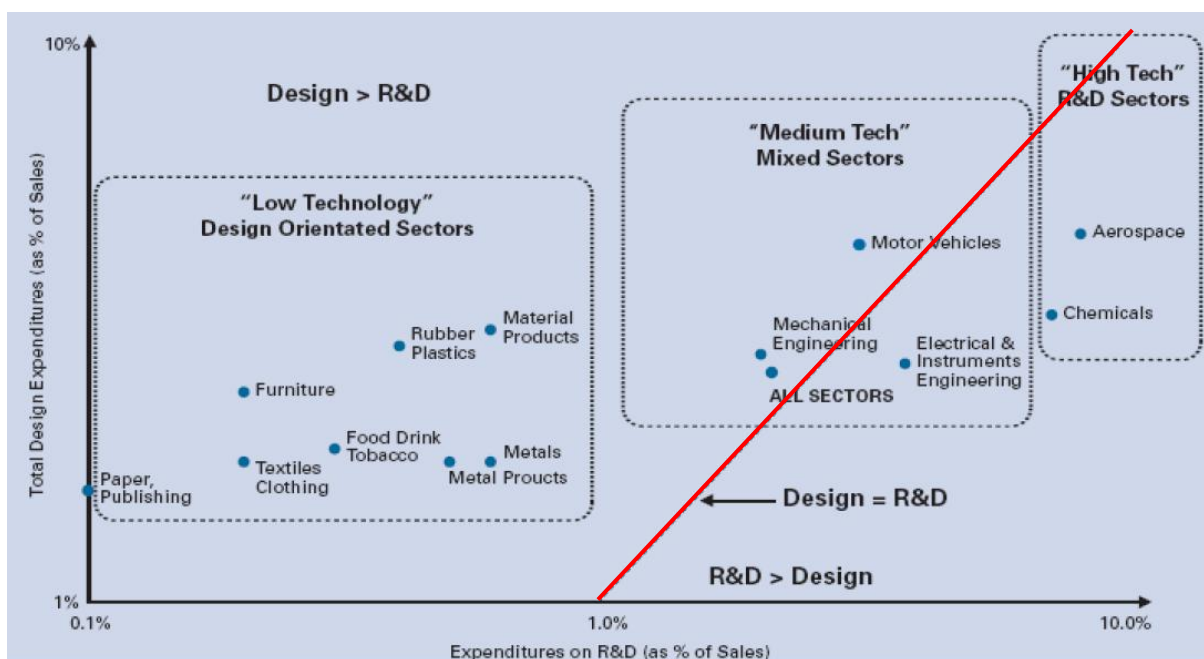 10%
Design > R&D
"High Tech"
R&D Sectors
"Medium Tech"
Mixed Sectors
"Low Technology"
Design Orientated Sectors
Total Design Expenditures (as % of Sales)
Motor Vehicles
Aerospace
Material
Products
Rubber
Plastics
Mechanical
Engineering
Chemicals
Electrical &
Instruments
Engineering
Furniture
ALL SECTORS
Food Drink
Tobacco
Metals
Metal Proucts
Textiles
Clothing
Paper,
Publishing
Design = R&D
R&D > Design
1%
0.1%
1.0%
10.0%
Expenditures on R&D (as % of Sales)